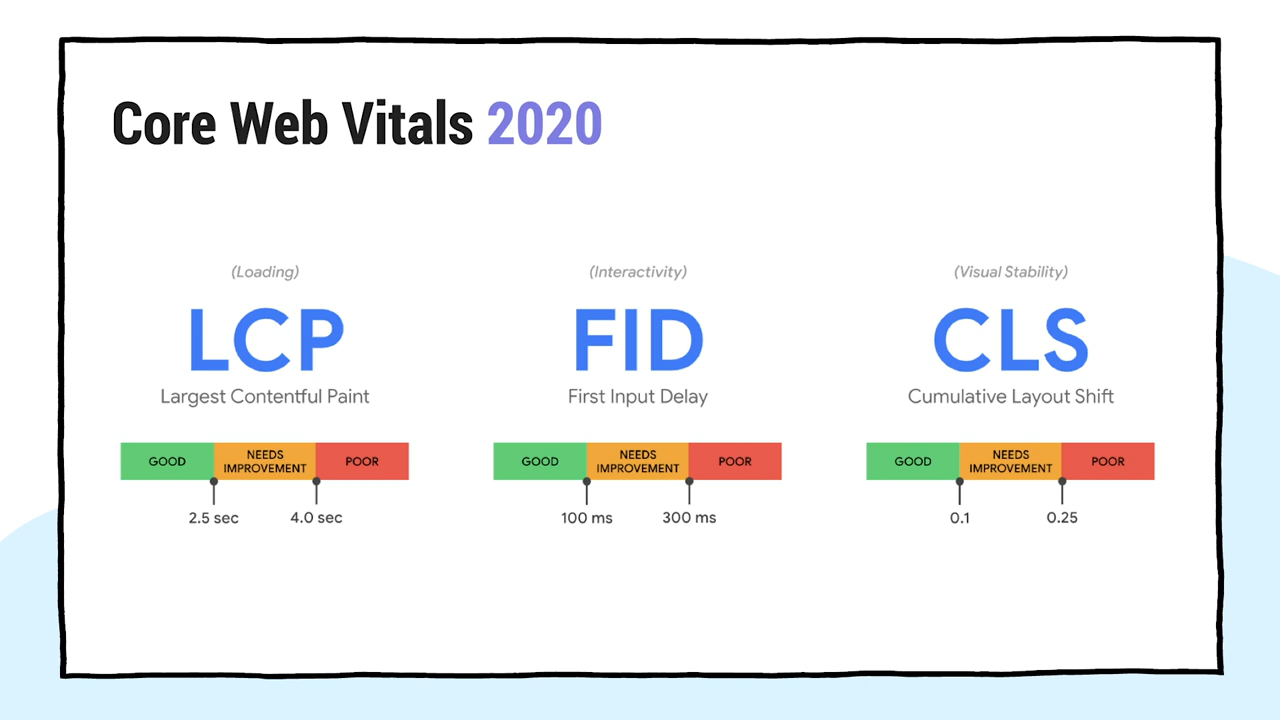 Core Web Vitals 2020
(Loading)
LCP
Largest Contentful Paint
GOOD
NEEDS
IMPROVEMENT
POOR
2.5 sec
4.0 sec
(Interactivity)
FID
First Input Delay
GOOD
NEEDS
IMPROVEMENT
POOR
100 ms
300 ms
(Visual Stability)
CLS
Cumulative Layout Shift
GOOD
NEEDS
IMPROVEMENT
POOR
0.1
0.25